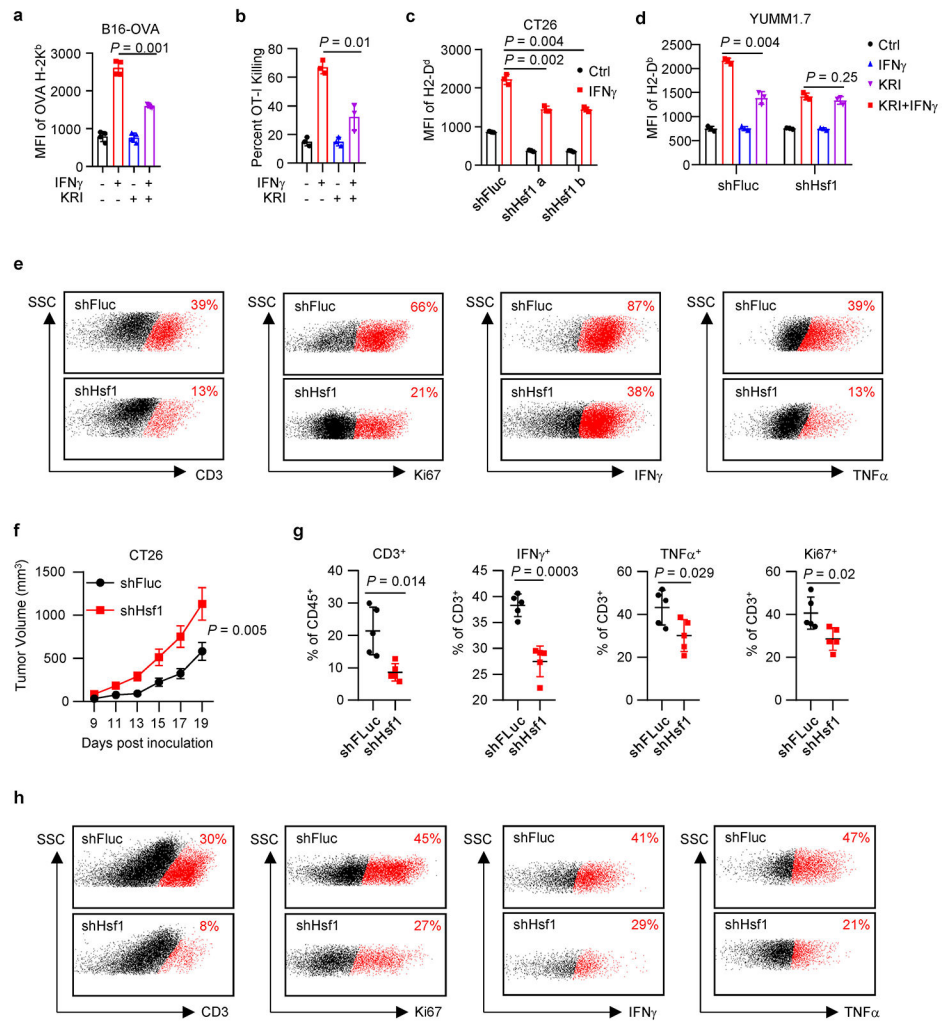 a
B16-OVA
MFI of OVA H-2Kᵇ
3000
2000
1000
0
P = 0.001
IFNγ - + - +
KRI - - + +
b
Percent OT-I Killing
80
60
40
20
0
P = 0.01
IFNγ - + - +
KRI - - + +
c
CT26
MFI of H2-Dᵈ
3000
2000
1000
0
P = 0.004
P = 0.002
Ctrl
IFNγ
shFluc
shHsf1 a
shHsf1 b
d
YUMM1.7
MFI of H2-Dᵇ
2500
2000
1500
1000
500
0
P = 0.004
P = 0.25
Ctrl
IFNγ
KRI
KRI+IFNγ
shFluc
shHsf1
e
SSC
shFluc
39%
shHsf1
13%
CD3
SSC
shFluc
66%
shHsf1
21%
Ki67
SSC
shFluc
87%
shHsf1
38%
IFNγ
SSC
shFluc
39%
shHsf1
13%
TNFα
f
CT26
Tumor Volume (mm³)
1500
1000
500
0
shFluc
shHsf1
P = 0.005
9 11 13 15 17 19
Days post inoculation
g
CD3⁺
P = 0.014
% of CD45⁺
40
30
20
10
0
shFLuc
shHsf1
IFNγ⁺
P = 0.0003
% of CD3⁺
45
40
35
30
25
20
shFLuc
shHsf1
TNFα⁺
P = 0.029
% of CD3⁺
60
40
20
0
shFLuc
shHsf1
Ki67⁺
P = 0.02
% of CD3⁺
60
40
20
0
shFLuc
shHsf1
h
SSC
shFluc
30%
shHsf1
8%
CD3
SSC
shFluc
45%
shHsf1
27%
Ki67
SSC
shFluc
41%
shHsf1
29%
IFNγ
SSC
shFluc
47%
shHsf1
21%
TNFα